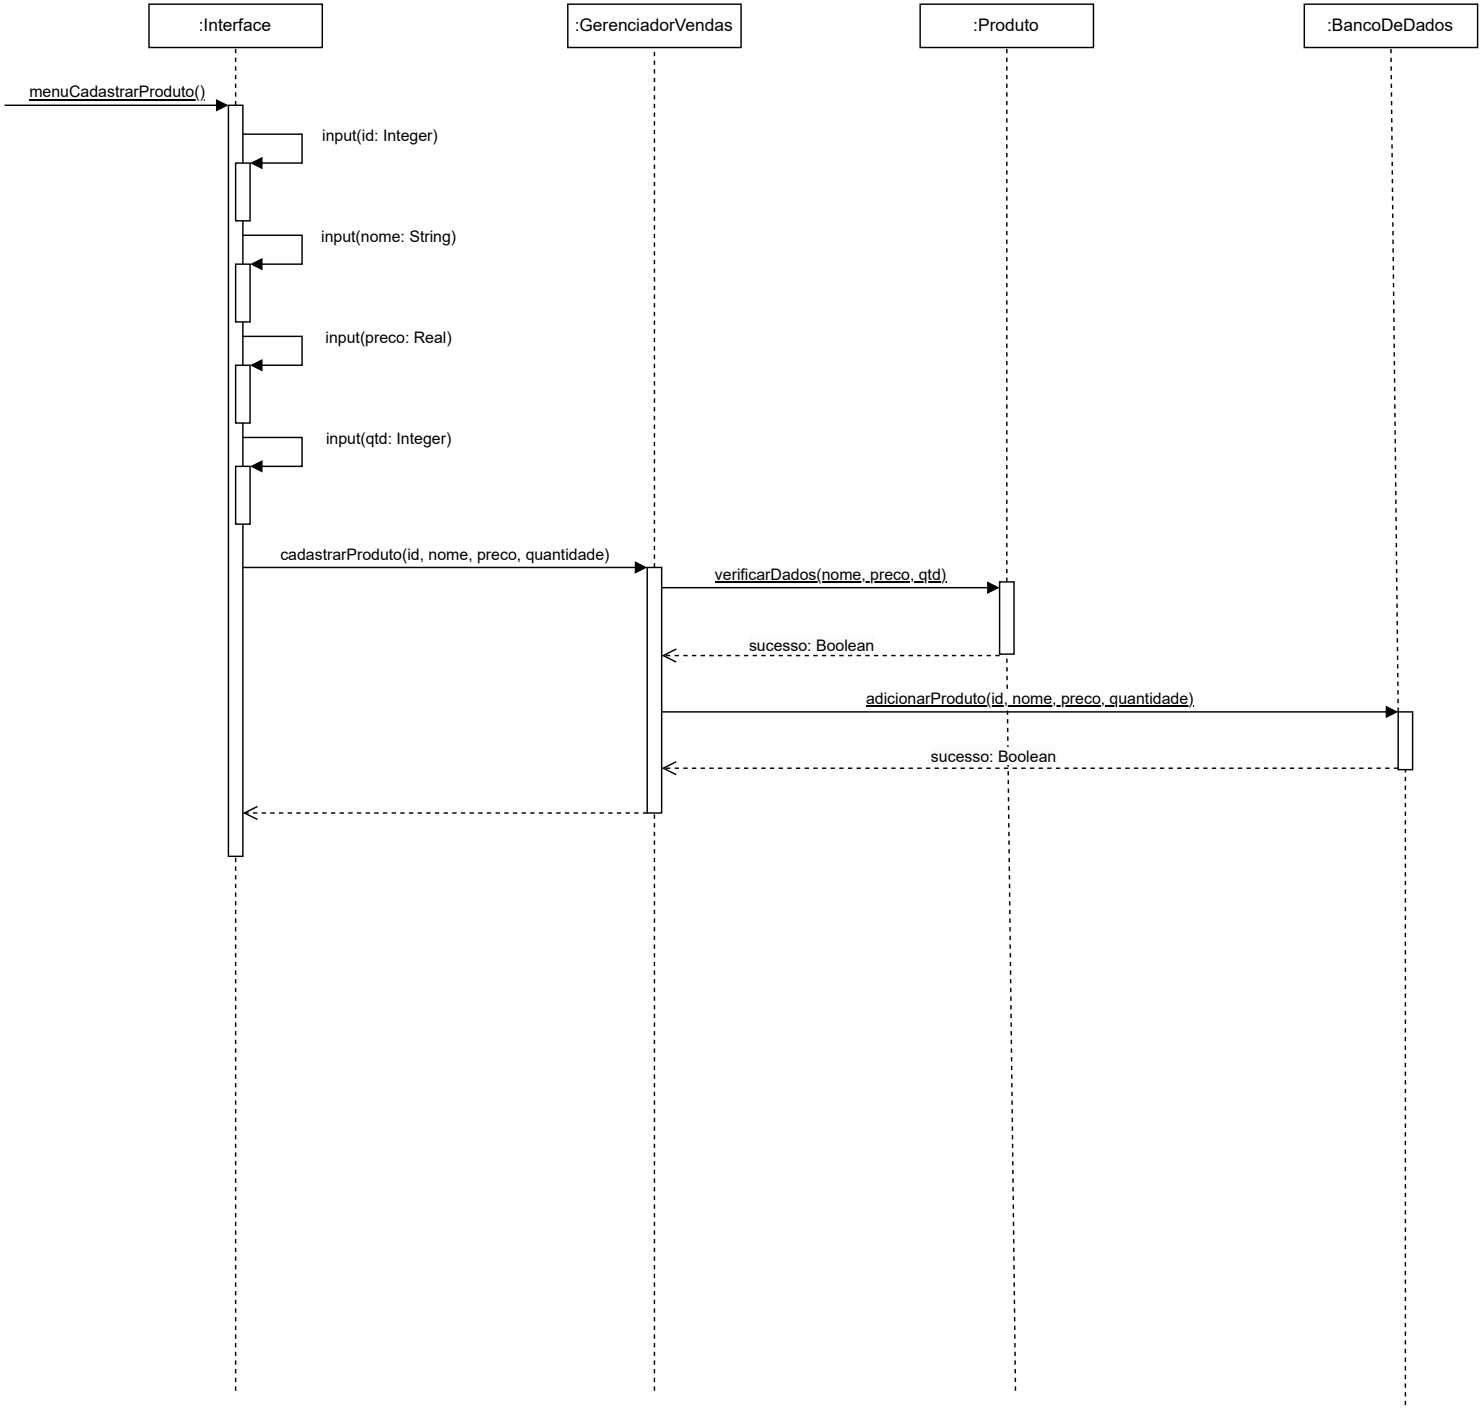 :Interface
:GerenciadorVendas
:Produto
:BancoDeDados
menuCadastrarProduto()
input(id: Integer)
input(nome: String)
input(preco: Real)
input(qtd: Integer)
cadastrarProduto(id, nome, preco, quantidade)
verificarDados(nome, preco, qtd)
sucesso: Boolean
adicionarProduto(id, nome, preco, quantidade)
sucesso: Boolean